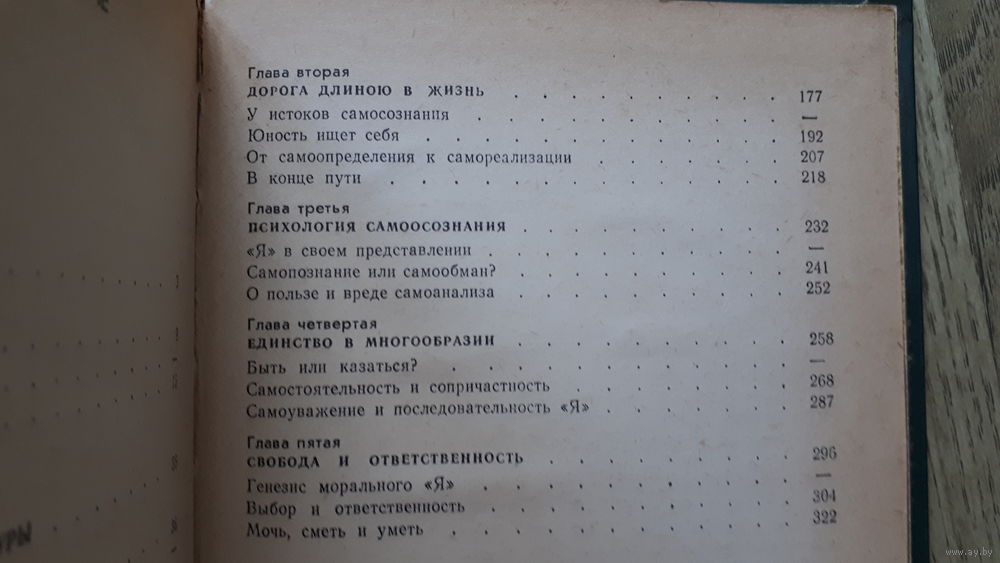 Глава вторая
ДОРОГА ДЛИНОЮ В ЖИЗНЬ . . . . . . . . . . 177
У истоков самосознания . . . . . . . . . . . —
Юность ищет себя . . . . . . . . . . . . . 192
От самоопределения к самореализации . . . . . . . 207
В конце пути . . . . . . . . . . . . . . 218
Глава третья
ПСИХОЛОГИЯ САМООСОЗНАНИЯ . . . . . . . . . . 232
«Я» в своем представлении . . . . . . . . . . —
Самопознание или самообман? . . . . . . . . . . 241
О пользе и вреде самоанализа . . . . . . . . . . 252
Глава четвертая
ЕДИНСТВО В МНОГООБРАЗИИ . . . . . . . . . . 258
Быть или казаться? . . . . . . . . . . . . —
Самостоятельность и сопричастность . . . . . . . . 268
Самоуважение и последовательность «Я» . . . . . . . 287
Глава пятая
СВОБОДА И ОТВЕТСТВЕННОСТЬ . . . . . . . . . 296
Генезис морального «Я» . . . . . . . . . . . —
Выбор и ответственность . . . . . . . . . . . 304
Мочь, сметь и уметь . . . . . . . . . . . . 322
www.ay.by